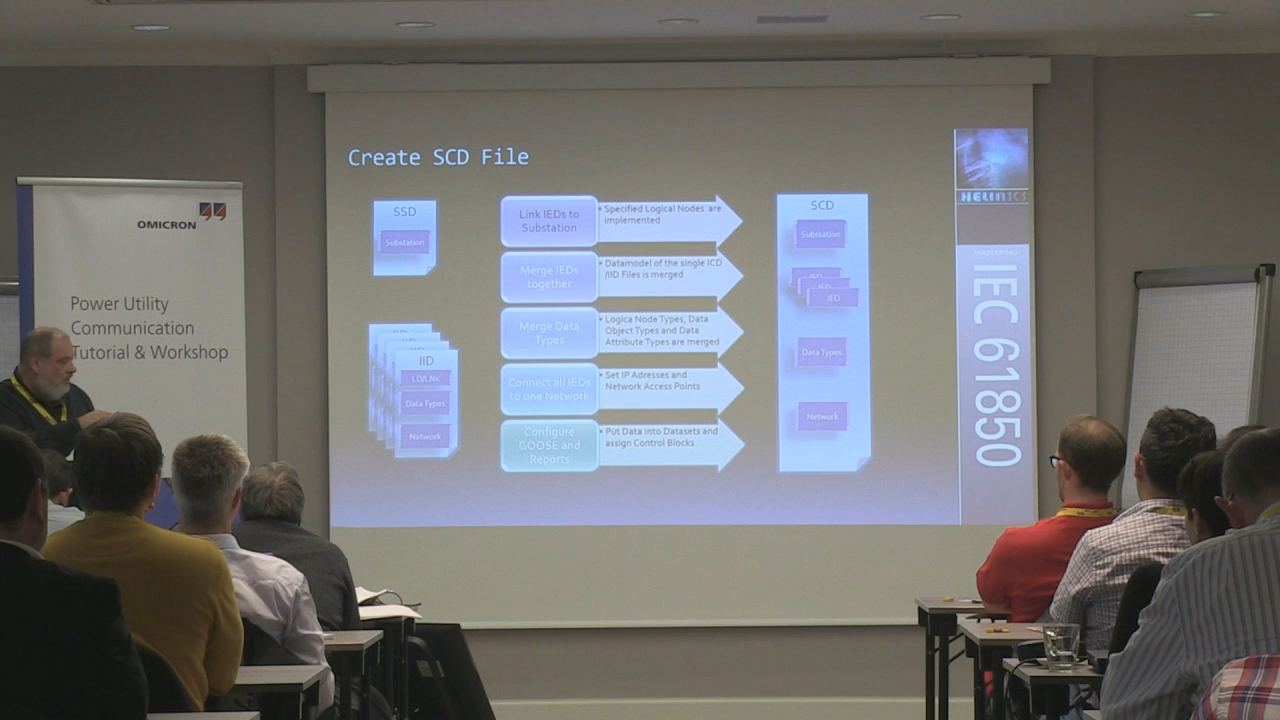 OMICRON
Power Utility
Communication
Tutorial & Workshop
Create SCD File
SSD
Substation
IID
LD/LNs
Data Types
Network
Link IEDs to
Substation
• Specified Logical Nodes are
implemented
Merge IEDs
together
• Datamodel of the single ICD
/IID Files is merged
Merge Data
Types
• Logica Node Types, Data
Object Types and Data
Attribute Types are merged
Connect all IEDs
to one Network
• Set IP Adresses and
Network Access Points
Configure
GOOSE and
Reports
• Put Data into Datasets and
assign Control Blocks
SCD
Substation
IED
IED
IED
Data Types
Network
HELINKS
MASTERING
IEC 61850